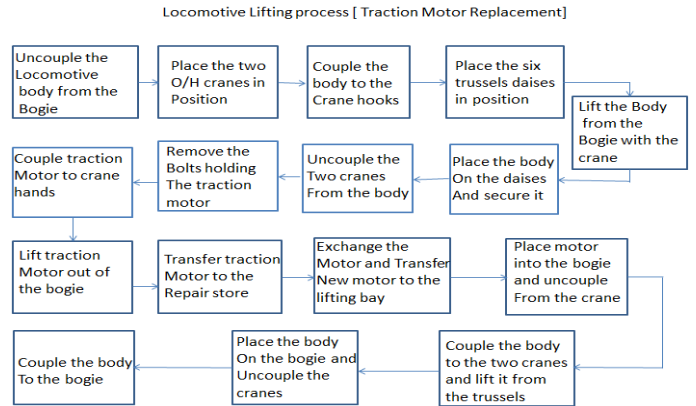 Locomotive Lifting process [ Traction Motor Replacement]
Uncouple the
Locomotive
body from the
Bogie
Place the two
O/H cranes in
Position
Couple the
body to the
Crane hooks
Place the six
trussels daises
in position
Lift the Body
from the
Bogie with the
crane
Place the body
On the daises
And secure it
Uncouple the
Two cranes
From the body
Remove the
Bolts holding
The traction
motor
Couple traction
Motor to crane
hands
Lift traction
Motor out of
the bogie
Transfer traction
Motor to the
Repair store
Exchange the
Motor and Transfer
New motor to the
lifting bay
Place motor
into the bogie
and uncouple
From the crane
Couple the body
to the two cranes
and lift it from
the trussels
Place the body
On the bogie and
Uncouple the
cranes
Couple the body
To the bogie